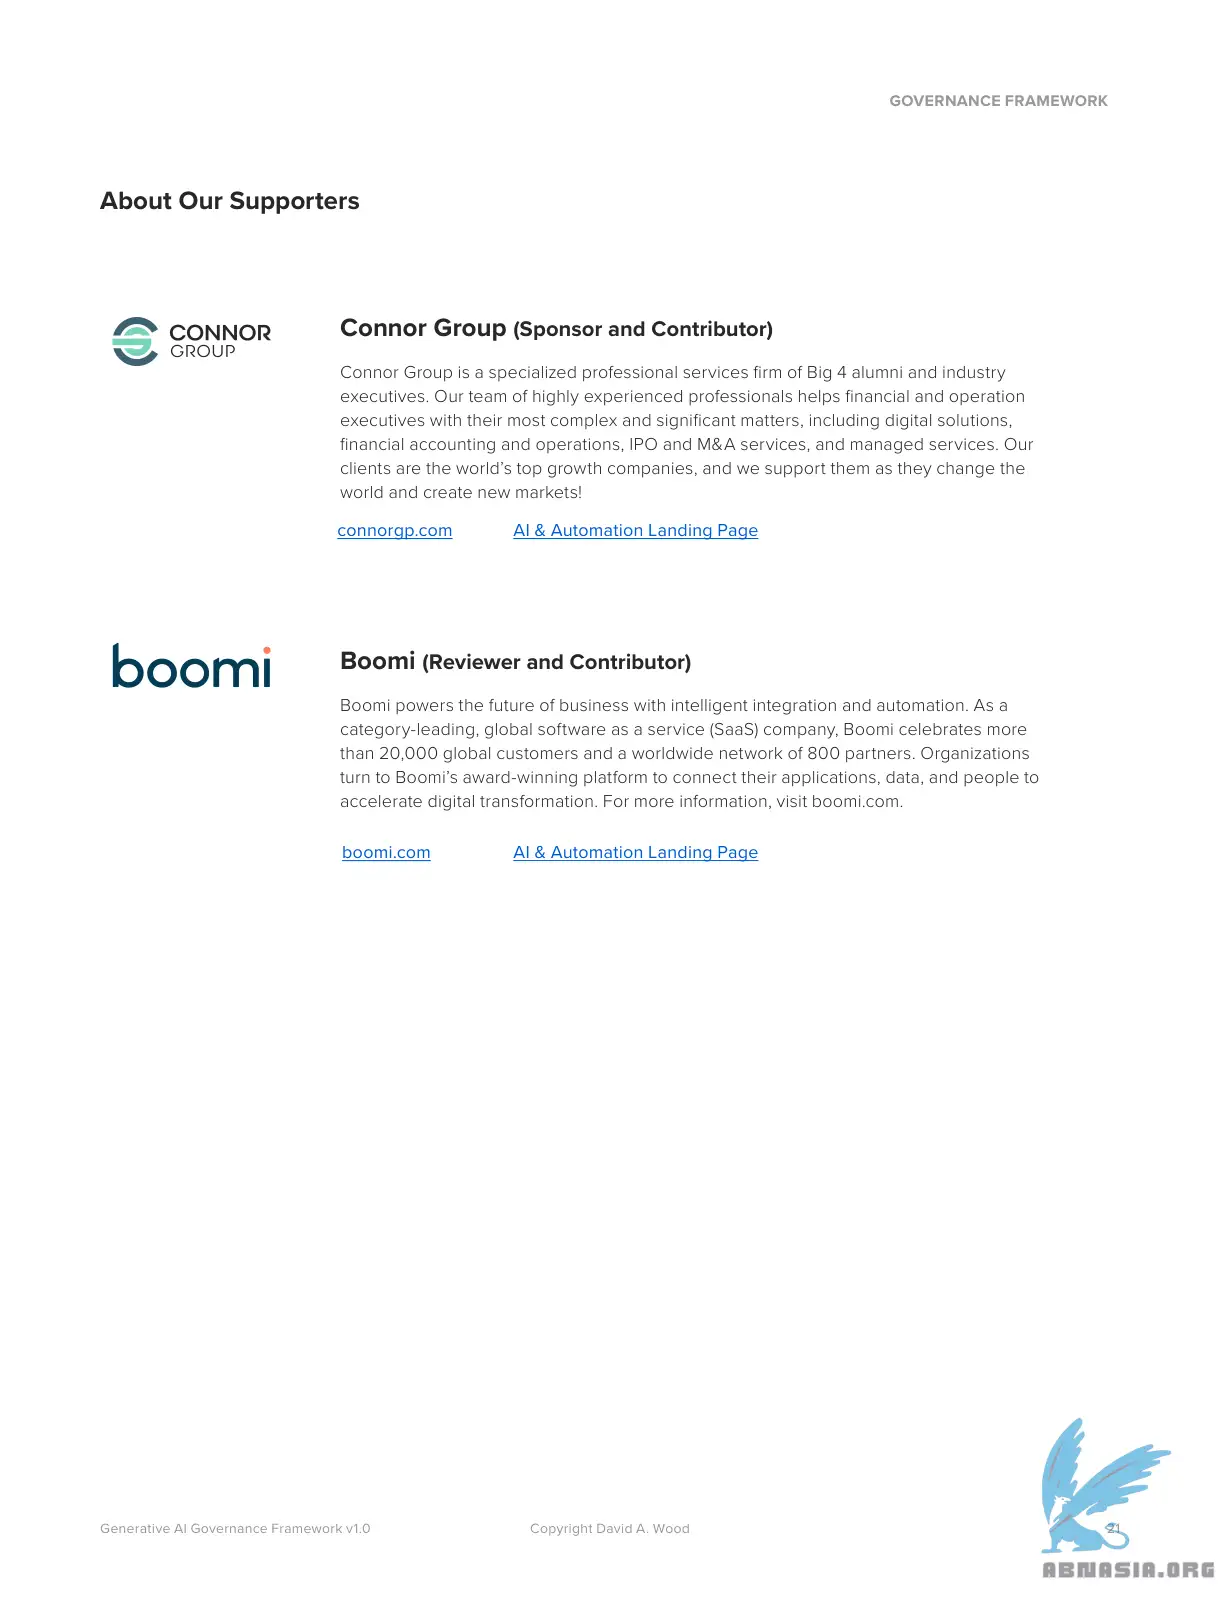 GOVERNANCE FRAMEWORK
About Our Supporters
CONNOR
GROUP
Connor Group (Sponsor and Contributor)
Connor Group is a specialized professional services firm of Big 4 alumni and industry
executives. Our team of highly experienced professionals helps financial and operation
executives with their most complex and significant matters, including digital solutions,
financial accounting and operations, IPO and M&A services, and managed services. Our
clients are the world’s top growth companies, and we support them as they change the
world and create new markets!
connorgp.com AI & Automation Landing Page
boomi
Boomi (Reviewer and Contributor)
Boomi powers the future of business with intelligent integration and automation. As a
category-leading, global software as a service (SaaS) company, Boomi celebrates more
than 20,000 global customers and a worldwide network of 800 partners. Organizations
turn to Boomi’s award-winning platform to connect their applications, data, and people to
accelerate digital transformation. For more information, visit boomi.com.
boomi.com AI & Automation Landing Page
Generative AI Governance Framework v1.0 Copyright David A. Wood 21
ABNASIA.ORG